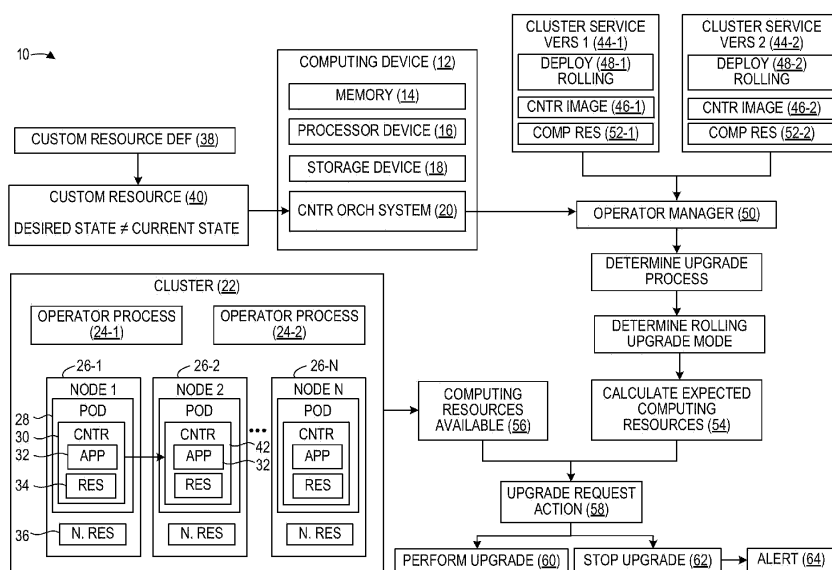 10
CUSTOM RESOURCE DEF (38)
CUSTOM RESOURCE (40)
DESIRED STATE ≠ CURRENT STATE
COMPUTING DEVICE (12)
MEMORY (14)
PROCESSOR DEVICE (16)
STORAGE DEVICE (18)
CNTR ORCH SYSTEM (20)
CLUSTER SERVICE
VERS 1 (44-1)
DEPLOY (48-1)
ROLLING
CNTR IMAGE (46-1)
COMP RES (52-1)
CLUSTER SERVICE
VERS 2 (44-2)
DEPLOY (48-2)
ROLLING
CNTR IMAGE (46-2)
COMP RES (52-2)
OPERATOR MANAGER (50)
DETERMINE UPGRADE
PROCESS
DETERMINE ROLLING
UPGRADE MODE
CALCULATE EXPECTED
COMPUTING
RESOURCES (54)
CLUSTER (22)
OPERATOR PROCESS
(24-1)
OPERATOR PROCESS
(24-2)
26-1
NODE 1
28
POD
30
CNTR
32
APP
34
RES
36
N. RES
26-2
NODE 2
POD
CNTR
42
APP
32
RES
N. RES
•••
26-N
NODE N
POD
CNTR
APP
RES
N. RES
COMPUTING
RESOURCES
AVAILABLE (56)
UPGRADE REQUEST
ACTION (58)
PERFORM UPGRADE (60)
STOP UPGRADE (62)
ALERT (64)